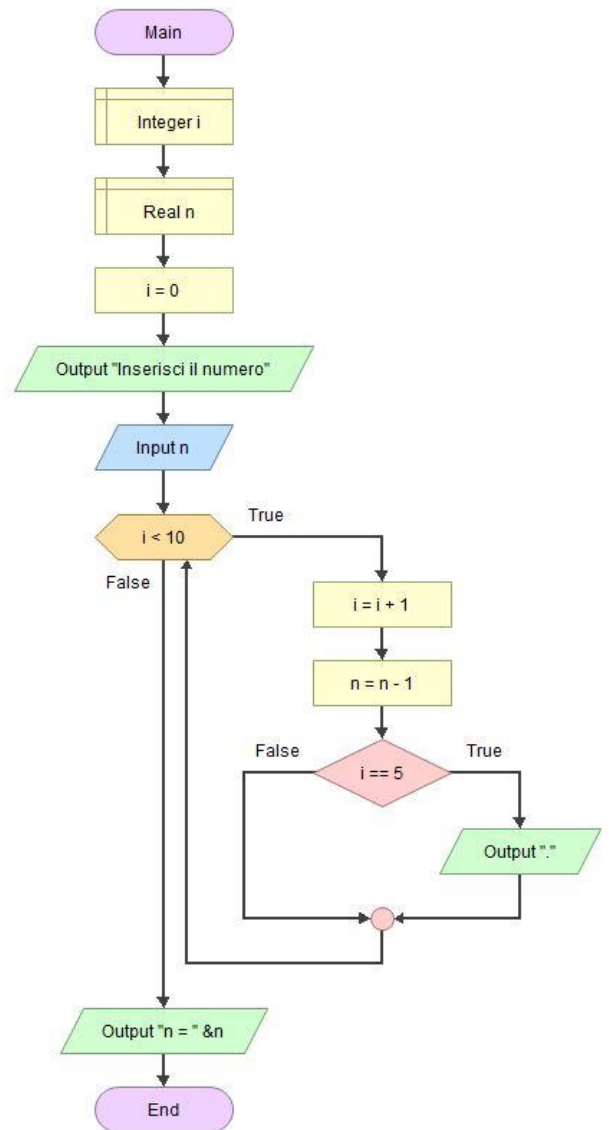 Main
Integer i
Real n
i = 0
Output "Inserisci il numero"
Input n
i < 10
True
False
i = i + 1
n = n - 1
False
True
i == 5
Output "."
Output "n = " &n
End